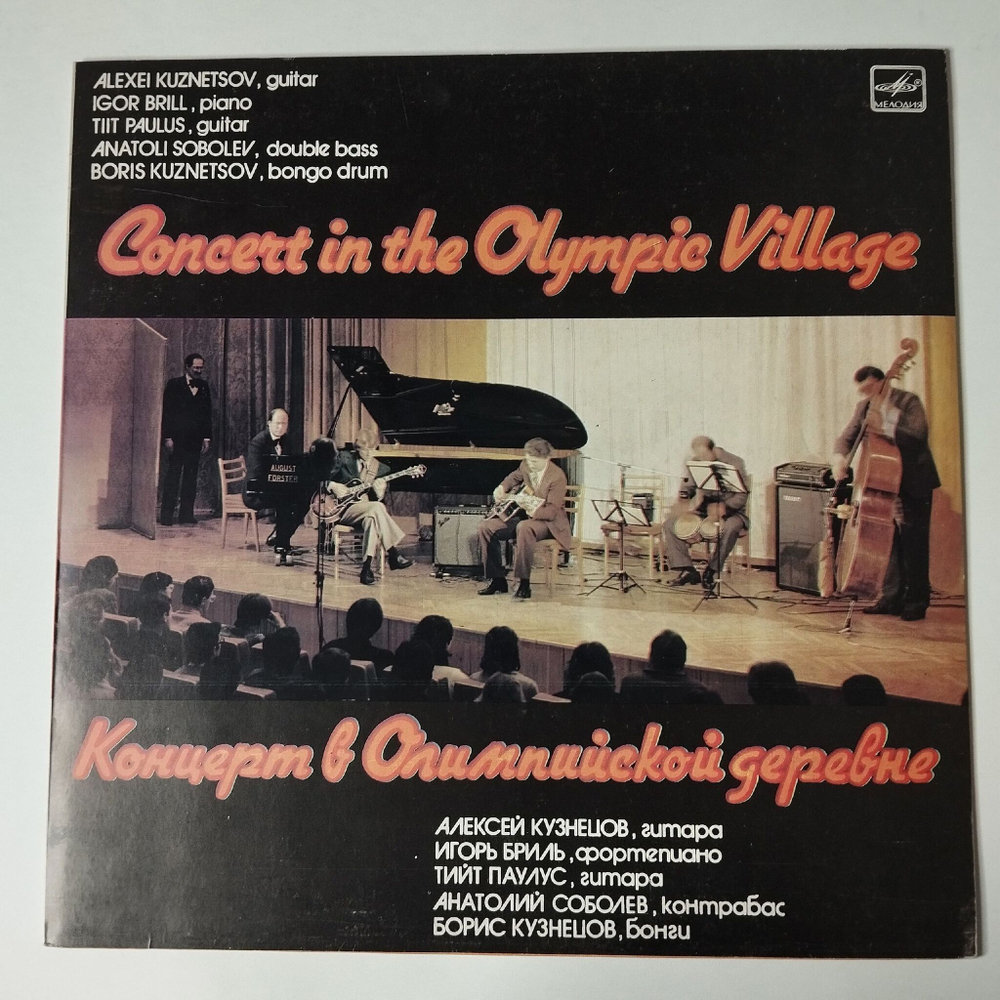 ALEXEI KUZNETSOV, guitar
МЕЛОДИЯ
IGOR BRILL, piano
TIIT PAULUS, guitar
ANATOLI SOBOLEV, double bass
BORIS KUZNETSOV, bongo drum
Concert in the Olympic Village
AUGUST
FÖRSTER
Концерт в Олимпийской деревне
АЛЕКСЕЙ КУЗНЕЦОВ, гитара
ИГОРЬ БРИЛЬ, фортепиано
ТИЙТ ПАУЛУС, гитара
АНАТОЛИЙ СОБОЛЕВ, контрабас
БОРИС КУЗНЕЦОВ, бонги